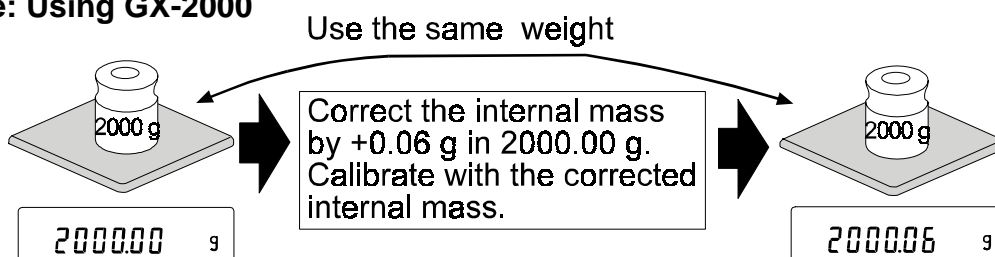 e: Using GX-2000
Use the same weight
2000 g
Correct the internal mass
by +0.06 g in 2000.00 g.
Calibrate with the corrected
internal mass.
2000 g
2000.00 g
2000.06 g